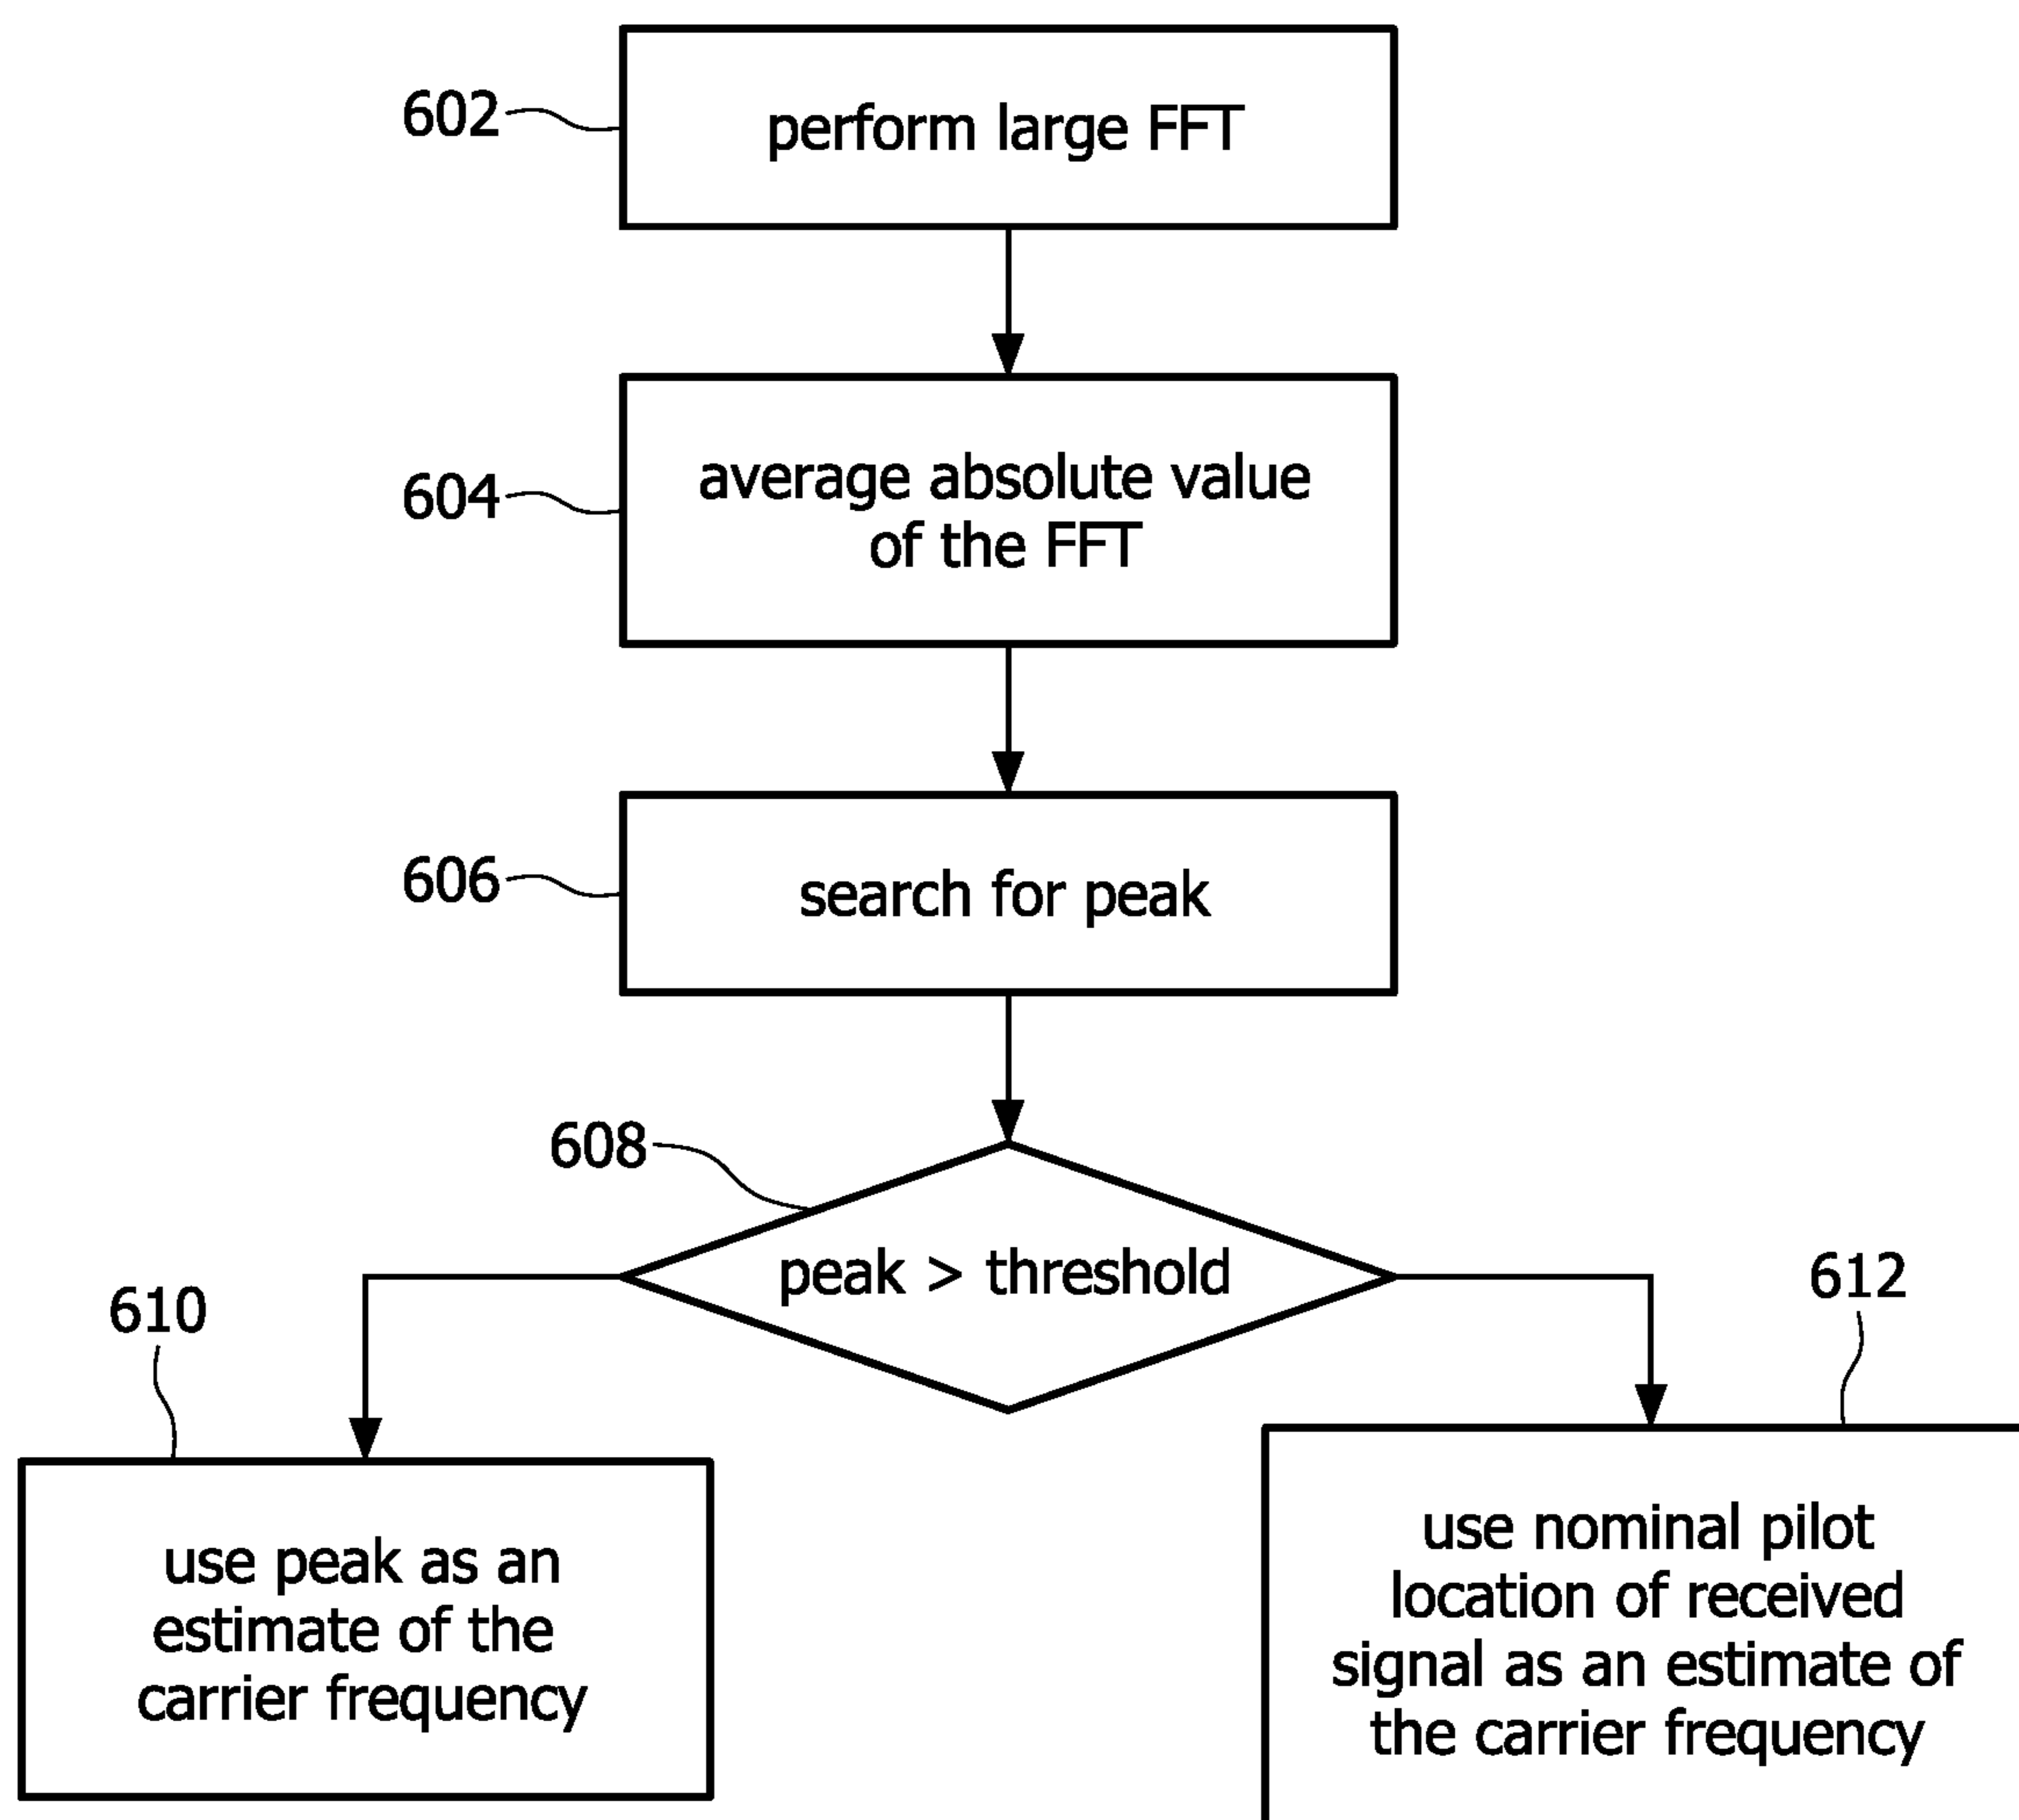 602
perform large FFT
604
average absolute value
of the FFT
606
search for peak
608
peak > threshold
610
use peak as an
estimate of the
carrier frequency
612
use nominal pilot
location of received
signal as an estimate of
the carrier frequency